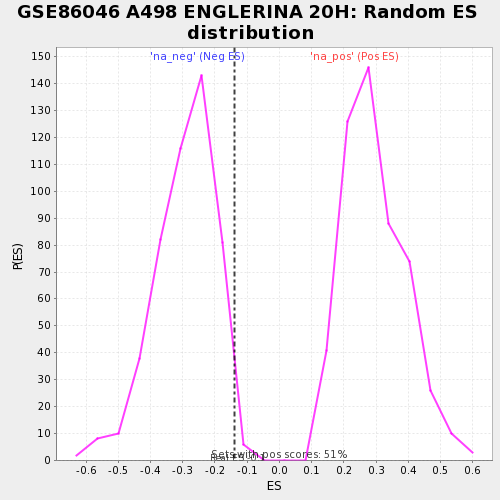 GSE86046 A498 ENGLERINA 20H: Random ES
distribution
'na_neg' (Neg ES)
'na_pos' (Pos ES)
150
140
130
120
110
100
90
80
70
60
50
40
30
20
10
0
P(ES)
Sets with pos scores: 51%
-0.6 -0.5 -0.4 -0.3 -0.2 -0.1 0.0 0.1 0.2 0.3 0.4 0.5 0.6
ES